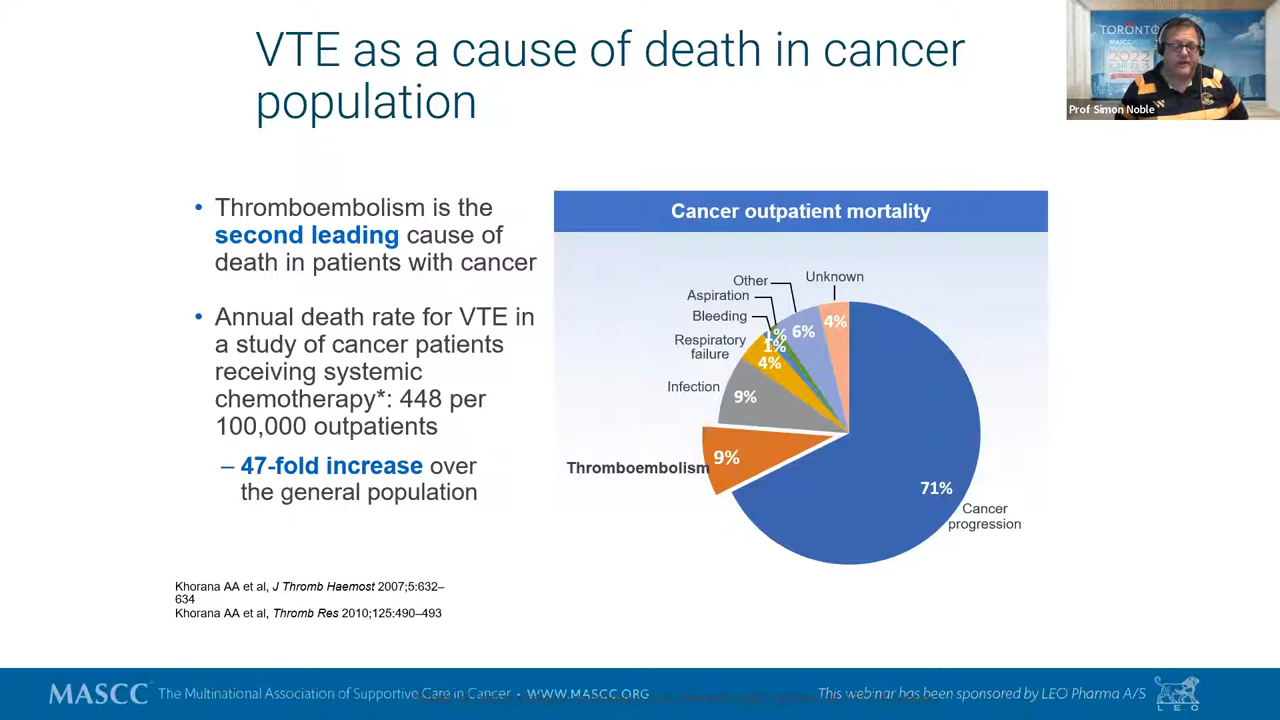 VTE as a cause of death in cancer
population
TORONTO
2022
Prof Simon Noble
• Thromboembolism is the
second leading cause of
death in patients with cancer
• Annual death rate for VTE in
a study of cancer patients
receiving systemic
chemotherapy*: 448 per
100,000 outpatients
– 47-fold increase over
the general population
Cancer outpatient mortality
Unknown
Other
Aspiration
Bleeding
Respiratory
failure
Infection
Thromboembolism
4%
6%
1%
1%
4%
9%
9%
71%
Cancer
progression
Khorana AA et al, J Thromb Haemost 2007;5:632–
634
Khorana AA et al, Thromb Res 2010;125:490–493
MASCC The Multinational Association of Supportive Care in Cancer • WWW.MASCC.ORG
This webinar has been sponsored by LEO Pharma A/S
LEO